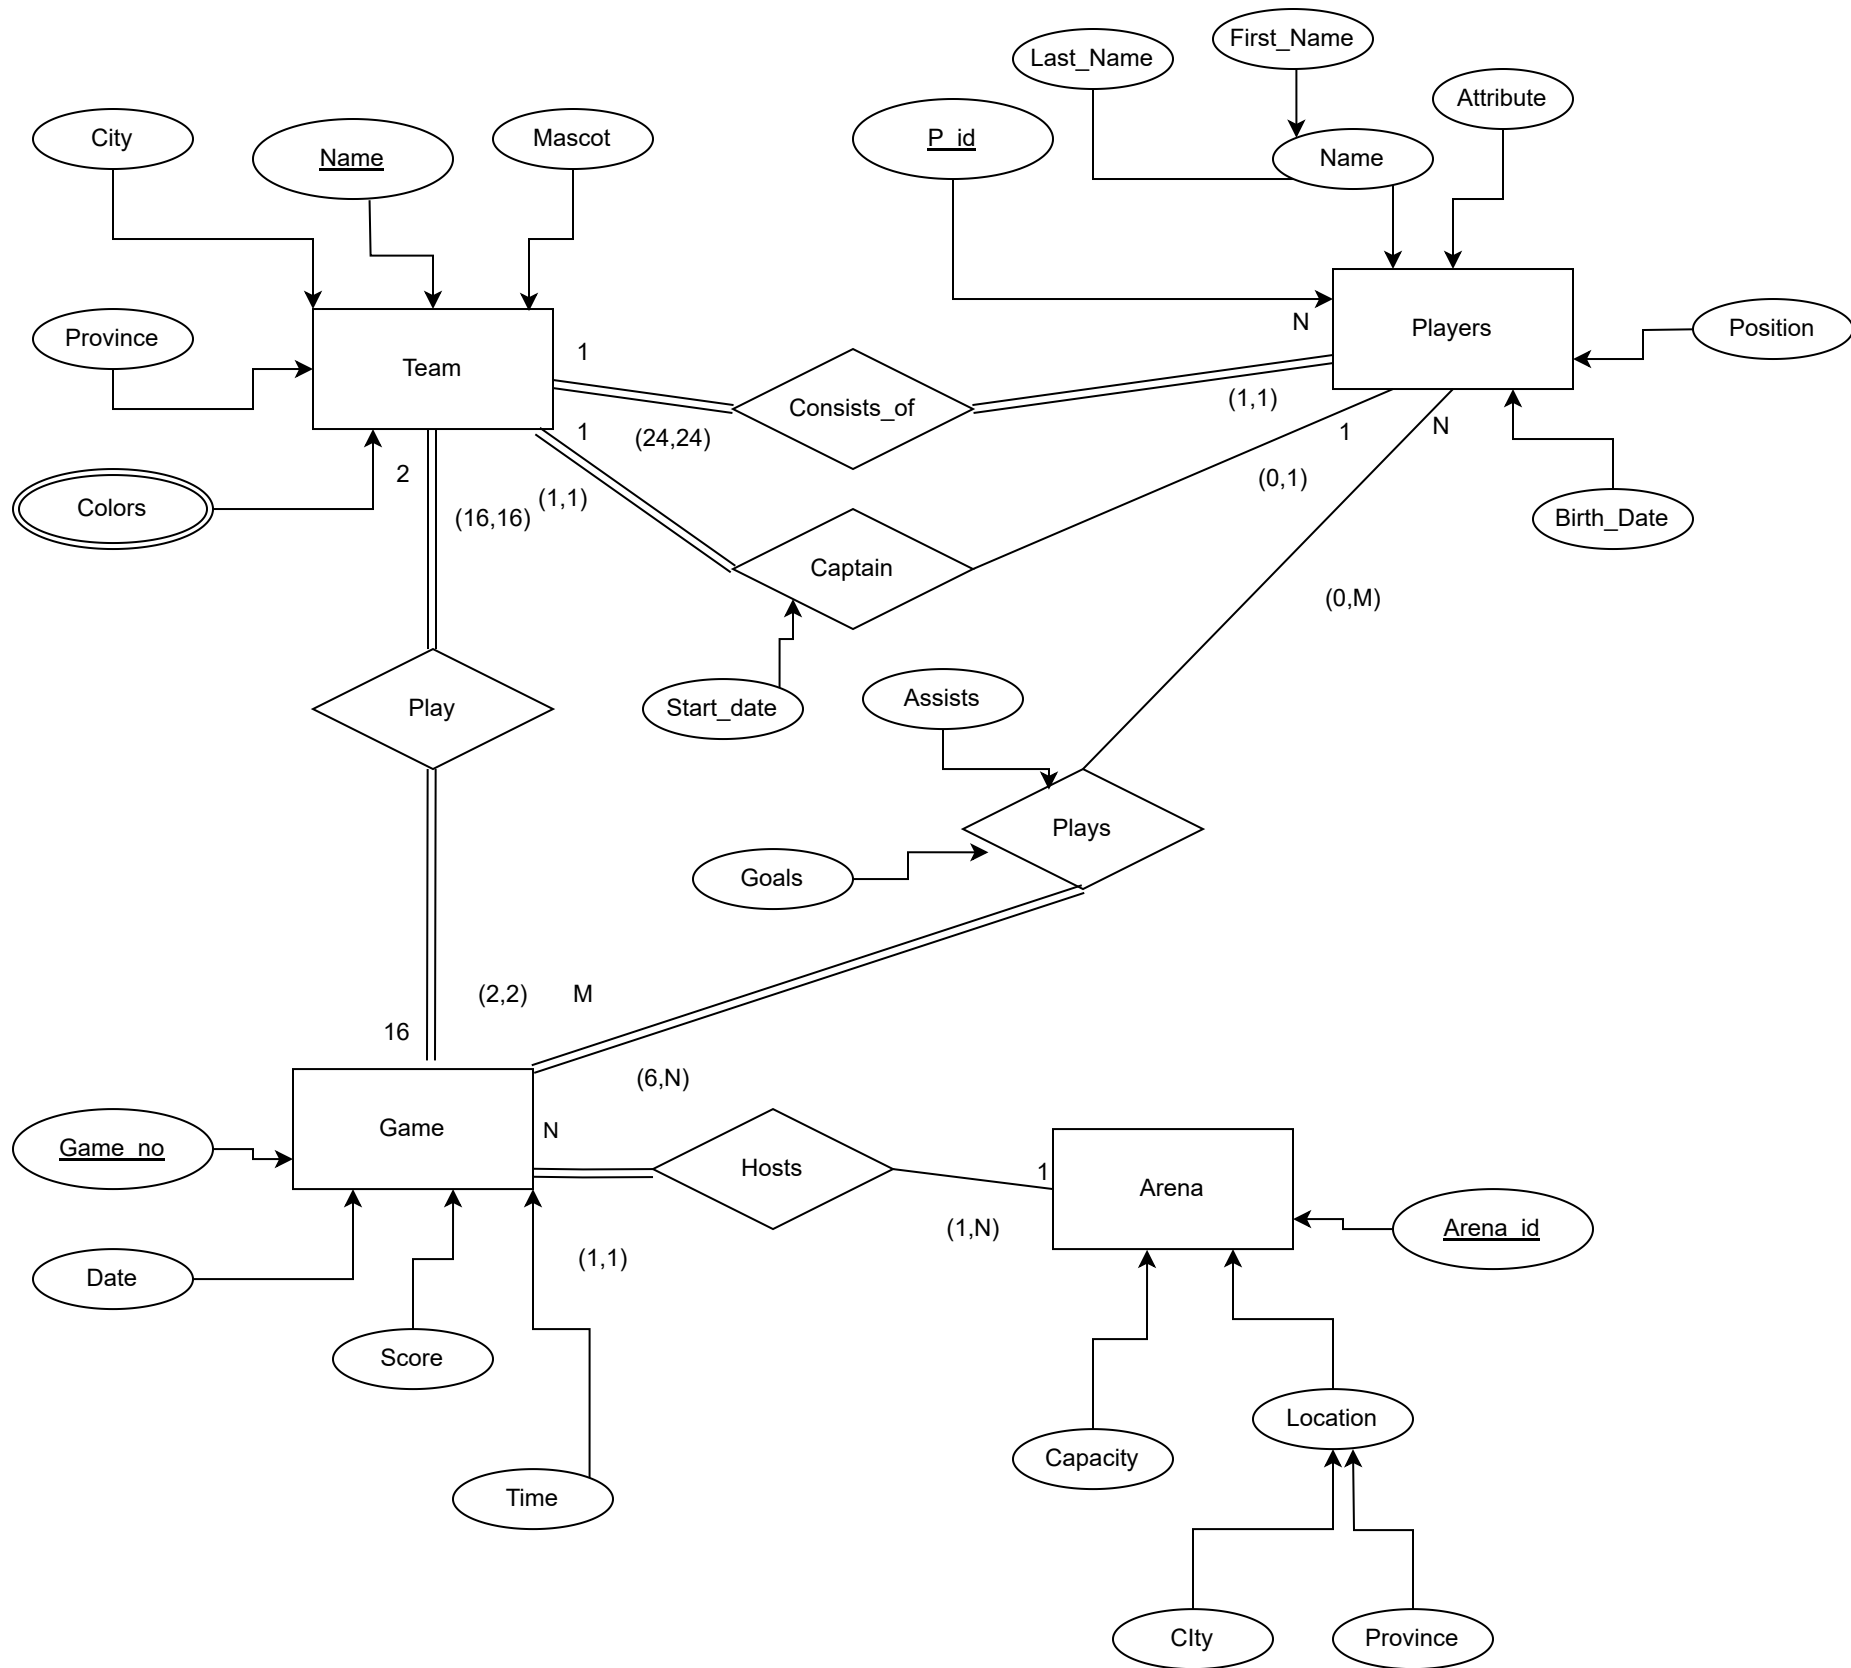 First_Name
Last_Name
Attribute
City
Name
Mascot
P_id
Name
Province
Team
1
N
Players
Position
Consists_of
(1,1)
1
(24,24)
1
N
2
(1,1)
(0,1)
Colors
(16,16)
Birth_Date
Captain
(0,M)
Play
Start_date
Assists
Plays
Goals
(2,2)
M
16
(6,N)
Game
N
Game_no
Hosts
1
Arena
(1,N)
Arena_id
(1,1)
Date
Score
Location
Capacity
Time
CIty
Province